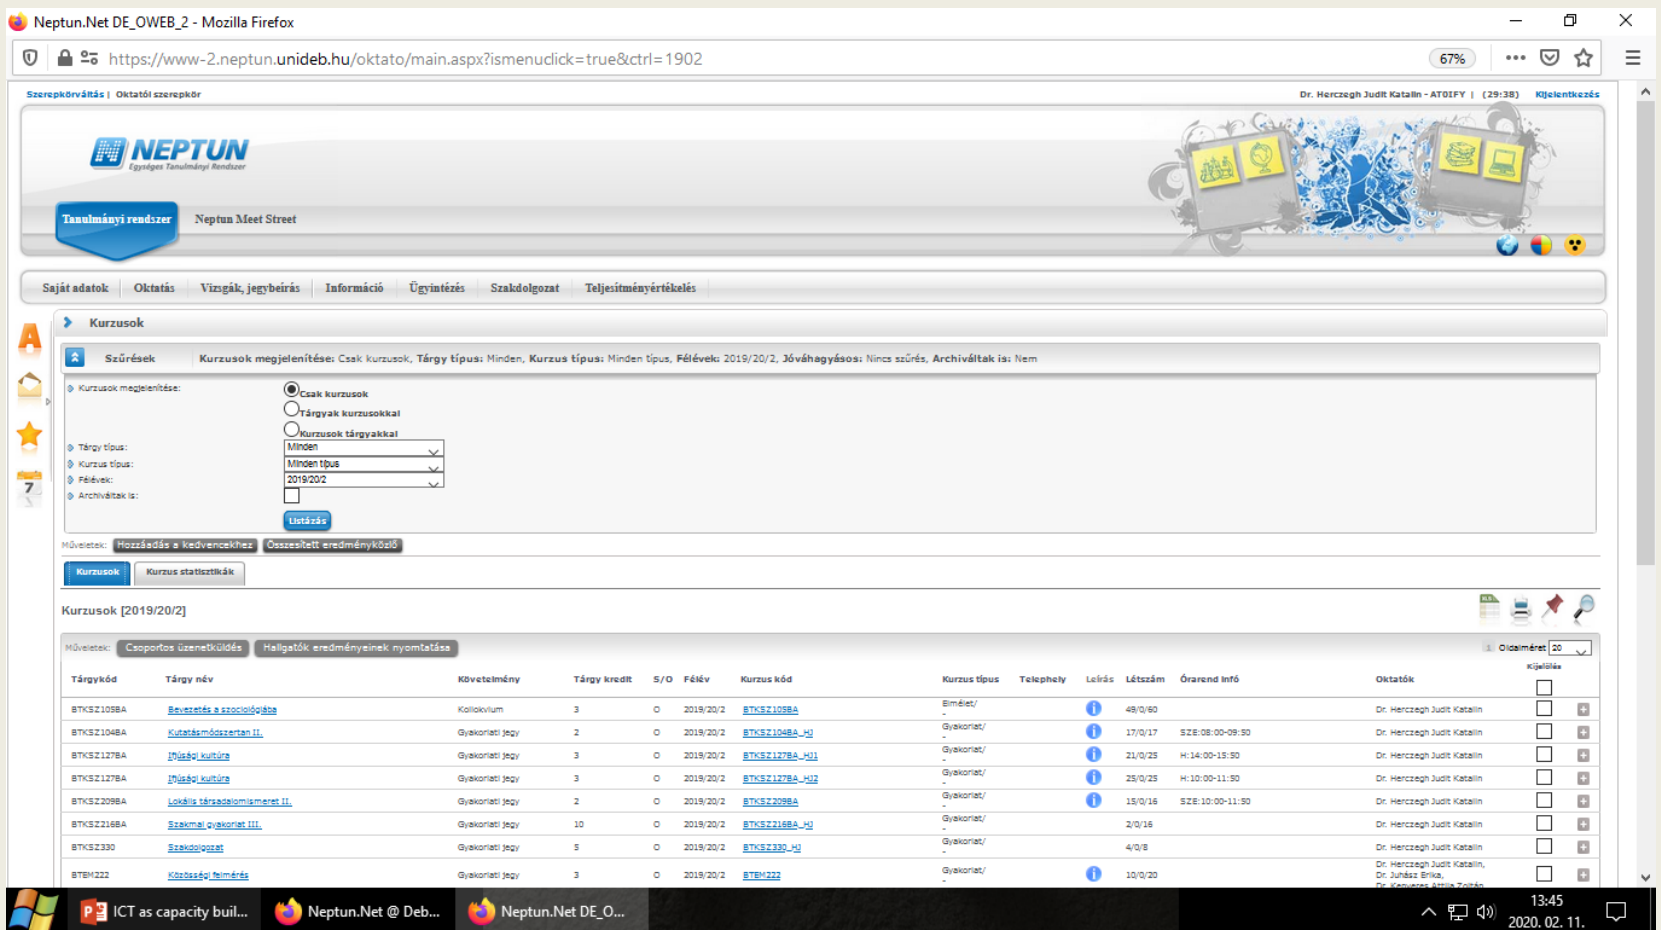 Neptun.Net DE_OWEB_2 - Mozilla Firefox
https://www-2.neptun.unideb.hu/oktato/main.aspx?ismenuclick=true&ctrl=1902
67%
Szerepkörváltás | Oktatói szerepkör
Dr. Herczegh Judit Katalin - AT0IFY | (29:38) Kijelentkezés
NEPTUN
Egységes Tanulmányi Rendszer
Tanulmányi rendszer Neptun Meet Street
Saját adatok Oktatás Vizsgák, jegybeírás Információ Ügyintézés Szakdolgozat Teljesítményértékelés
Kurzusok
Szűrések Kurzusok megjelenítése: Csak kurzusok, Tárgy típus: Minden, Kurzus típus: Minden típus, Félévek: 2019/20/2, Jóváhagyásos: Nincs szűrés, Archiváltak is: Nem
Kurzusok megjelenítése:
Csak kurzusok
Tárgyak kurzusokkal
Kurzusok tárgyakkal
Tárgy típus: Minden
Kurzus típus: Minden típus
Félévek: 2019/20/2
Archiváltak is:
7
Listázás
Műveletek: Hozzáadás a kedvencekhez Összesített eredményközlő
Kurzusok Kurzus statisztikák
Kurzusok [2019/20/2]
Műveletek: Csoportos üzenetküldés Hallgatók eredményeinek nyomtatása 1 Oldalméret 20
Tárgykód Tárgy név Követelmény Tárgy kredit S/O Félév Kurzus kód Kurzus típus Telephely Leírás Létszám Órarend infó Oktatók Kijelölés
BTKSZ105BA Bevezetés a szociológiába Kollokvium 3 O 2019/20/2 BTKSZ105BA Elmélet/ - 49/0/60 Dr. Herczegh Judit Katalin
BTKSZ104BA Kutatásmódszertan II. Gyakorlati jegy 2 O 2019/20/2 BTKSZ104BA_HJ Gyakorlat/ - 17/0/17 SZE:08:00-09:50 Dr. Herczegh Judit Katalin
BTKSZ127BA Ifjúsági kultúra Gyakorlati jegy 3 O 2019/20/2 BTKSZ127BA_HJ1 Gyakorlat/ - 21/0/25 H:14:00-15:50 Dr. Herczegh Judit Katalin
BTKSZ127BA Ifjúsági kultúra Gyakorlati jegy 3 O 2019/20/2 BTKSZ127BA_HJ2 Gyakorlat/ - 25/0/25 H:10:00-11:50 Dr. Herczegh Judit Katalin
BTKSZ209BA Lokális társadalomismeret II. Gyakorlati jegy 2 O 2019/20/2 BTKSZ209BA Gyakorlat/ - 15/0/16 SZE:10:00-11:50 Dr. Herczegh Judit Katalin
BTKSZ216BA Szakmai gyakorlat III. Gyakorlati jegy 10 O 2019/20/2 BTKSZ216BA_HJ Gyakorlat/ - 2/0/16 Dr. Herczegh Judit Katalin
BTKSZ330 Szakdolgozat Gyakorlati jegy 5 O 2019/20/2 BTKSZ330_HJ Gyakorlat/ - 4/0/8 Dr. Herczegh Judit Katalin
BTEM222 Közösségi felmérés Gyakorlati jegy 3 O 2019/20/2 BTEM222 Gyakorlat/ - 10/0/20 Dr. Herczegh Judit Katalin,
Dr. Juhász Erika,
Dr. Kenyeres Attila Zoltán
ICT as capacity buil... Neptun.Net @ Deb... Neptun.Net DE_O...
13:45
2020. 02. 11.